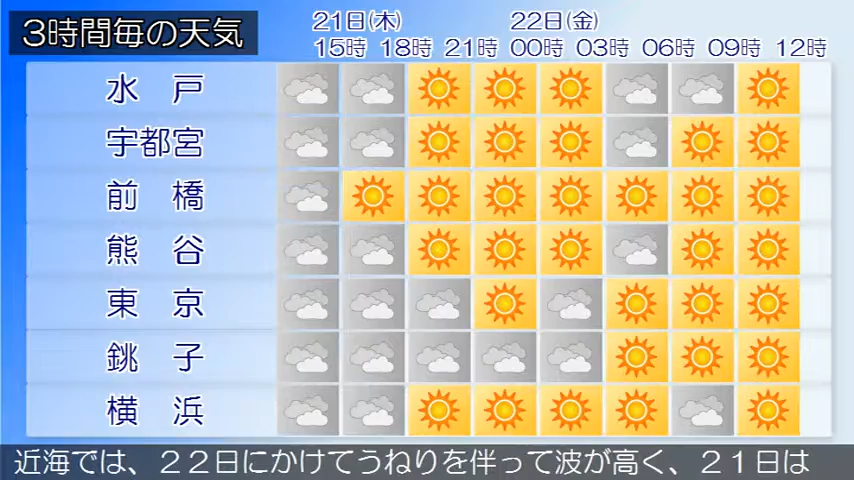 3時間毎の天気
21日(木) 22日(金)
15時 18時 21時 00時 03時 06時 09時 12時
水 戸
宇都宮
前 橋
熊 谷
東 京
銚 子
横 浜
近海では、２２日にかけてうねりを伴って波が高く、２１日は